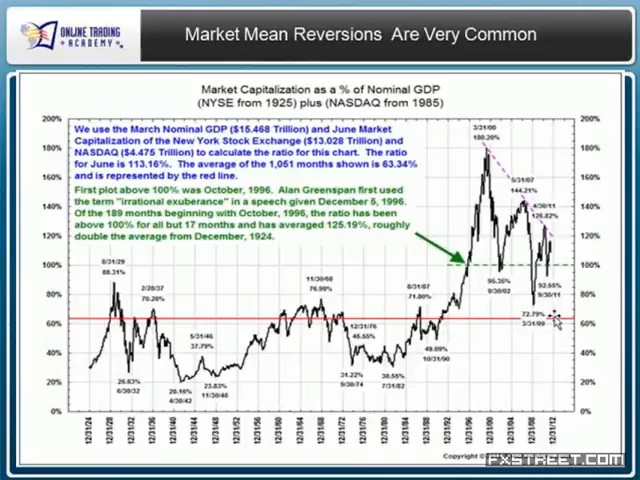 ONLINE TRADING
ACADEMY
Market Mean Reversions Are Very Common
Market Capitalization as a % of Nominal GDP
(NYSE from 1925) plus (NASDAQ from 1985)
We use the March Nominal GDP ($15.468 Trillion) and June Market
Capitalization of the New York Stock Exchange ($13.028 Trillion) and
NASDAQ ($4.475 Trillion) to calculate the ratio for this chart. The ratio
for June is 113.16%. The average of the 1,051 months shown is 63.34%
and is represented by the red line.
First plot above 100% was October, 1996. Alan Greenspan first used
the term "irrational exuberance" in a speech given December 5, 1996.
Of the 189 months beginning with October, 1996, the ratio has been
above 100% for all but 17 months and has averaged 125.19%, roughly
double the average from December, 1924.
200% 200%
180% 180%
160% 160%
140% 140%
120% 120%
100% 100%
80% 80%
60% 60%
40% 40%
20% 20%
0% 0%
3/31/00
180.20%
5/31/07
144.21%
4/30/11
126.82%
8/31/29
88.31%
2/28/37
70.20%
11/30/68
76.99%
8/31/87
71.80%
95.35%
9/30/02
92.55%
9/30/11
72.79%
3/31/09
5/31/46
37.79%
12/31/76
45.55%
49.09%
10/31/90
26.83%
6/30/32
20.16%
4/30/42
23.83%
11/30/48
31.22%
9/30/74
30.55%
7/31/82
12/31/24 12/31/28 12/31/32 12/31/36 12/31/40 12/31/44 12/31/48 12/31/52 12/31/56 12/31/60 12/31/64 12/31/68 12/31/72 12/31/76 12/31/80 12/31/84 12/31/88 12/31/92 12/31/96 12/31/00 12/31/04 12/31/08 12/31/12
Copyright ©
FXSTREET.COM